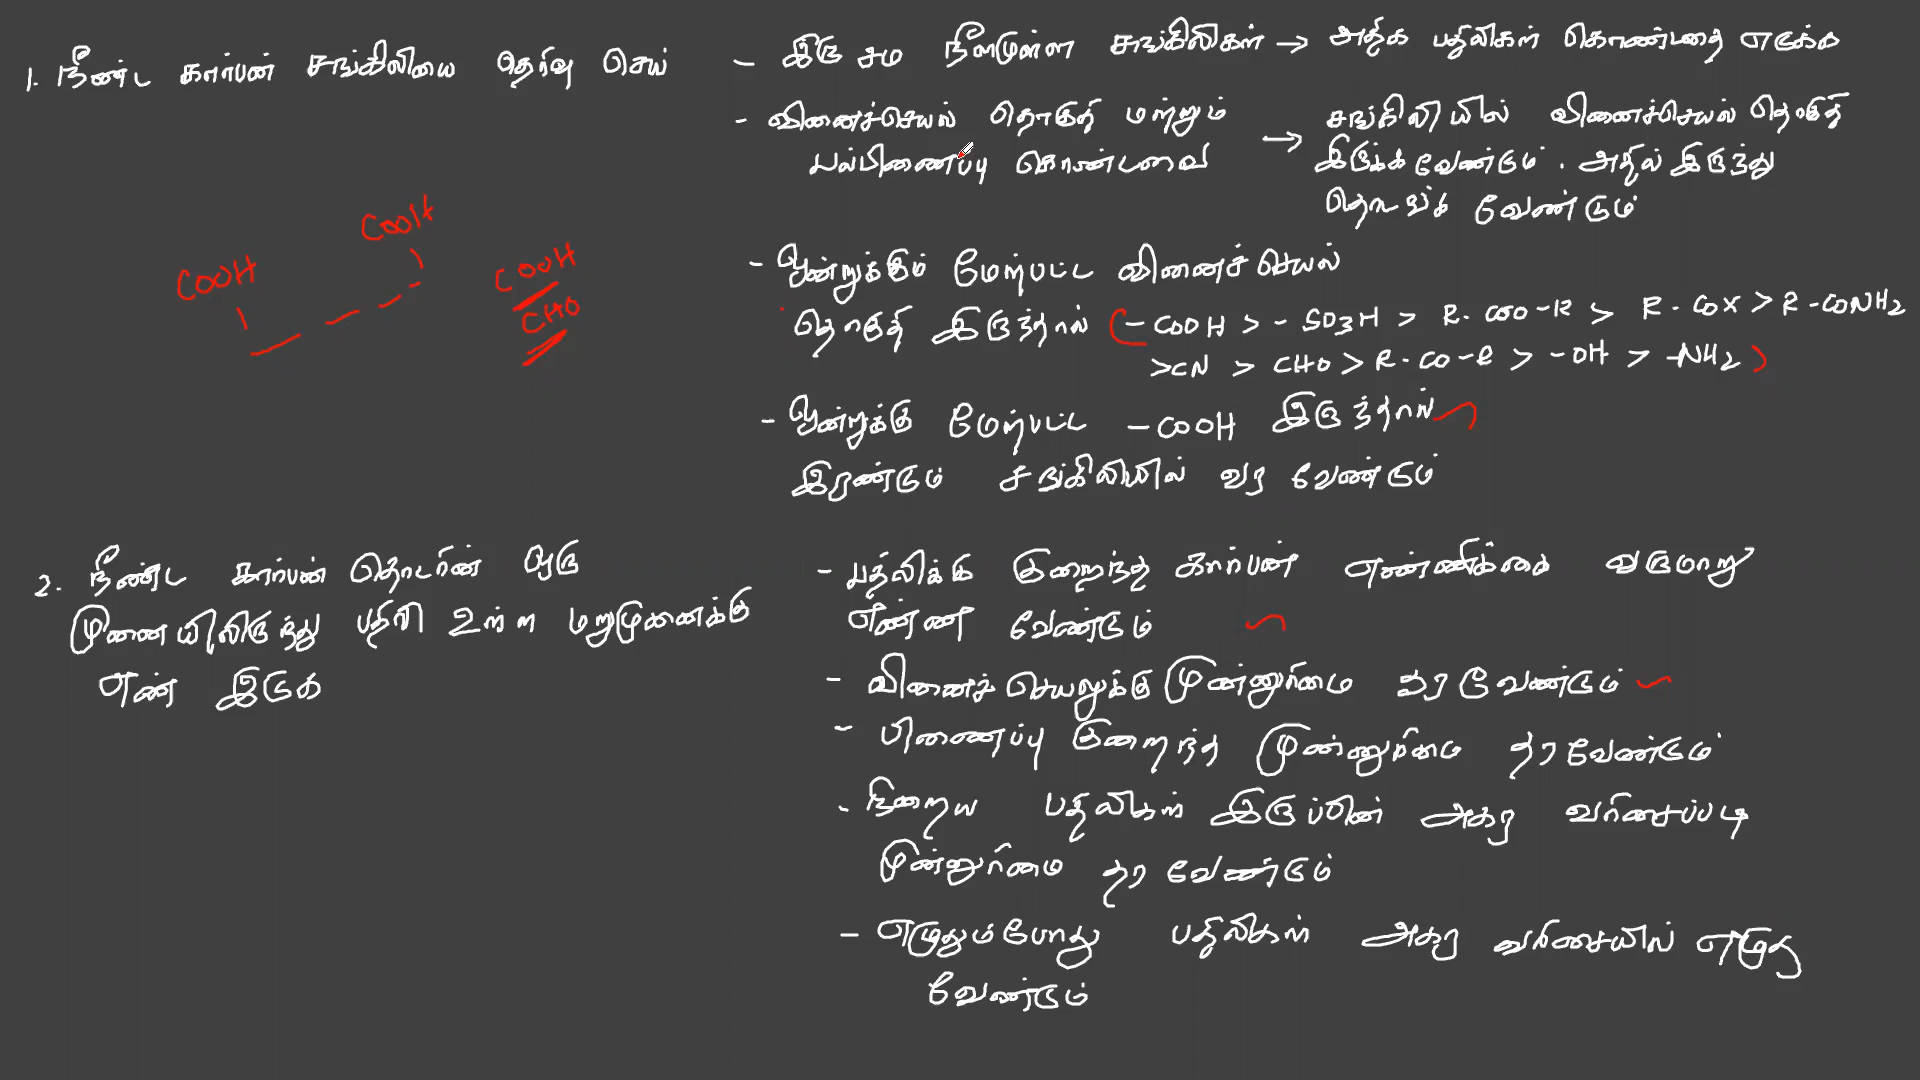 1. நீண்ட கார்பன் சங்கிலியை தெர்வு செய்
- இரு சம நீளமுள்ள சங்கிலிகள் → அதிக பதிலிகள் கொண்டதை எடுக்க
- வினைச்செயல் தொகுதி மற்றும்
பல்பிணைப்பு கொண்டவை
→ சங்கிலியில் வினைச்செயல் தொகுதி
இருக்க வேண்டும். அதில் இருந்து
தொடங்க வேண்டும்
COOH
COOH
COOH
CHO
- ஒன்றுக்கும் மேற்பட்ட வினைச் செயல்
தொகுதி இருந்தால் (- COOH > - SO3H > R - COO-R > R - COX > R - CONH2
>CN > CHO > R - CO - R > - OH > -NH2)
- ஒன்றுக்கு மேற்பட்ட - COOH இருந்தால்
இரண்டும் சங்கிலியில் வர வேண்டும்
2. நீண்ட கார்பன் தொடரின் ஒரு
முனையிலிருந்து பதிலி உள்ள மறுமுனைக்கு
எண் இடுக
- பதிலிக்கு குறைந்த கார்பன் எண்ணிக்கை வருமாறு
எண்ண வேண்டும்
- வினைச் செயலுக்கு முன்னுரிமை தர வேண்டும்
- பிணைப்பு குறைந்த முன்னுரிமை தர வேண்டும்
- நிறைய பதிலிகள் இருப்பின் அகர வரிசைப்படி
முன்னுரிமை தர வேண்டும்
- எழுதும்போது பதிலிகள் அகர வரிசையில் எழுத
வேண்டும்